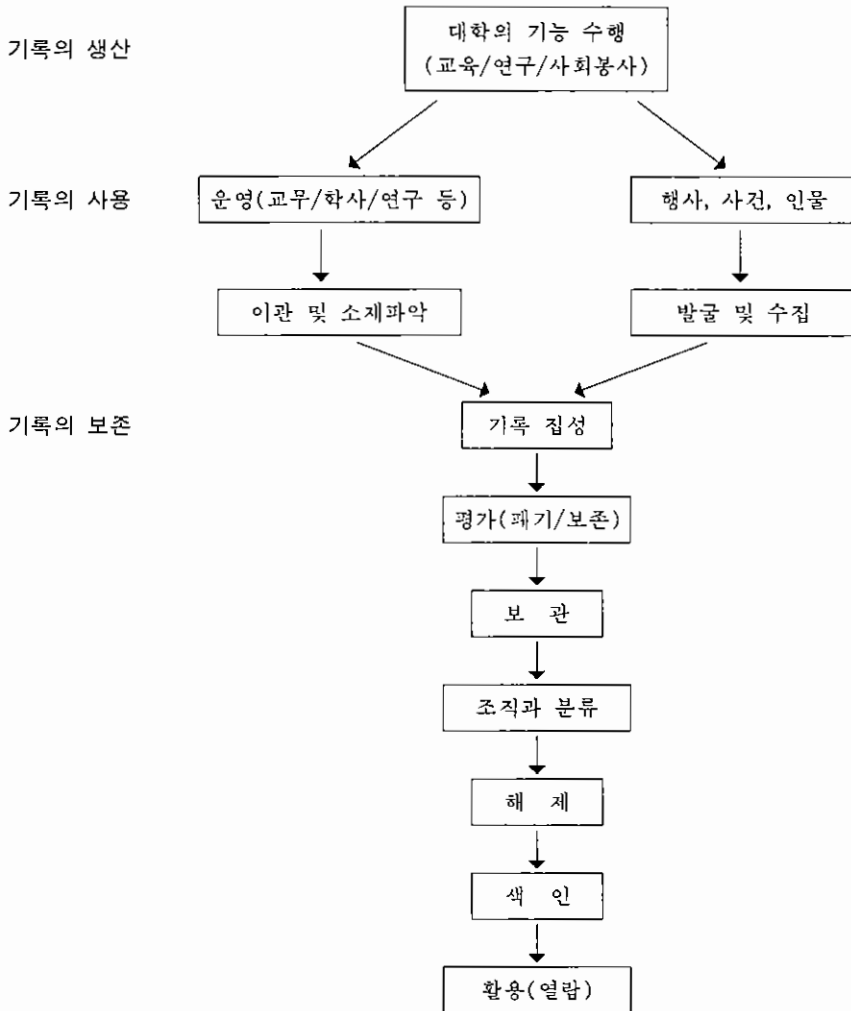 기록의 생산
대학의 기능 수행
(교육/연구/사회봉사)
기록의 사용
운영(교무/학사/연구 등)
행사, 사건, 인물
이관 및 소재파악
발굴 및 수집
기록의 보존
기록 집성
평가(폐기/보존)
보 관
조직과 분류
해 제
색 인
활용(열람)